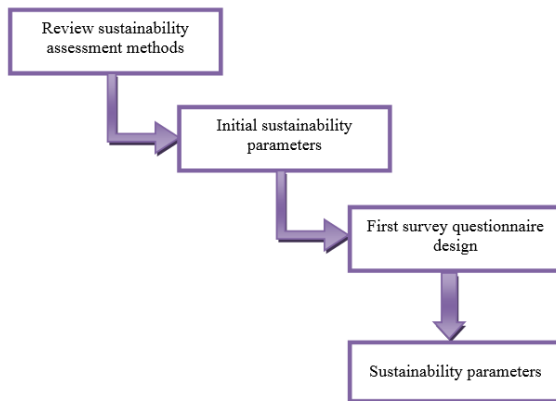 Review sustainability
assessment methods
Initial sustainability
parameters
First survey questionnaire
design
Sustainability parameters